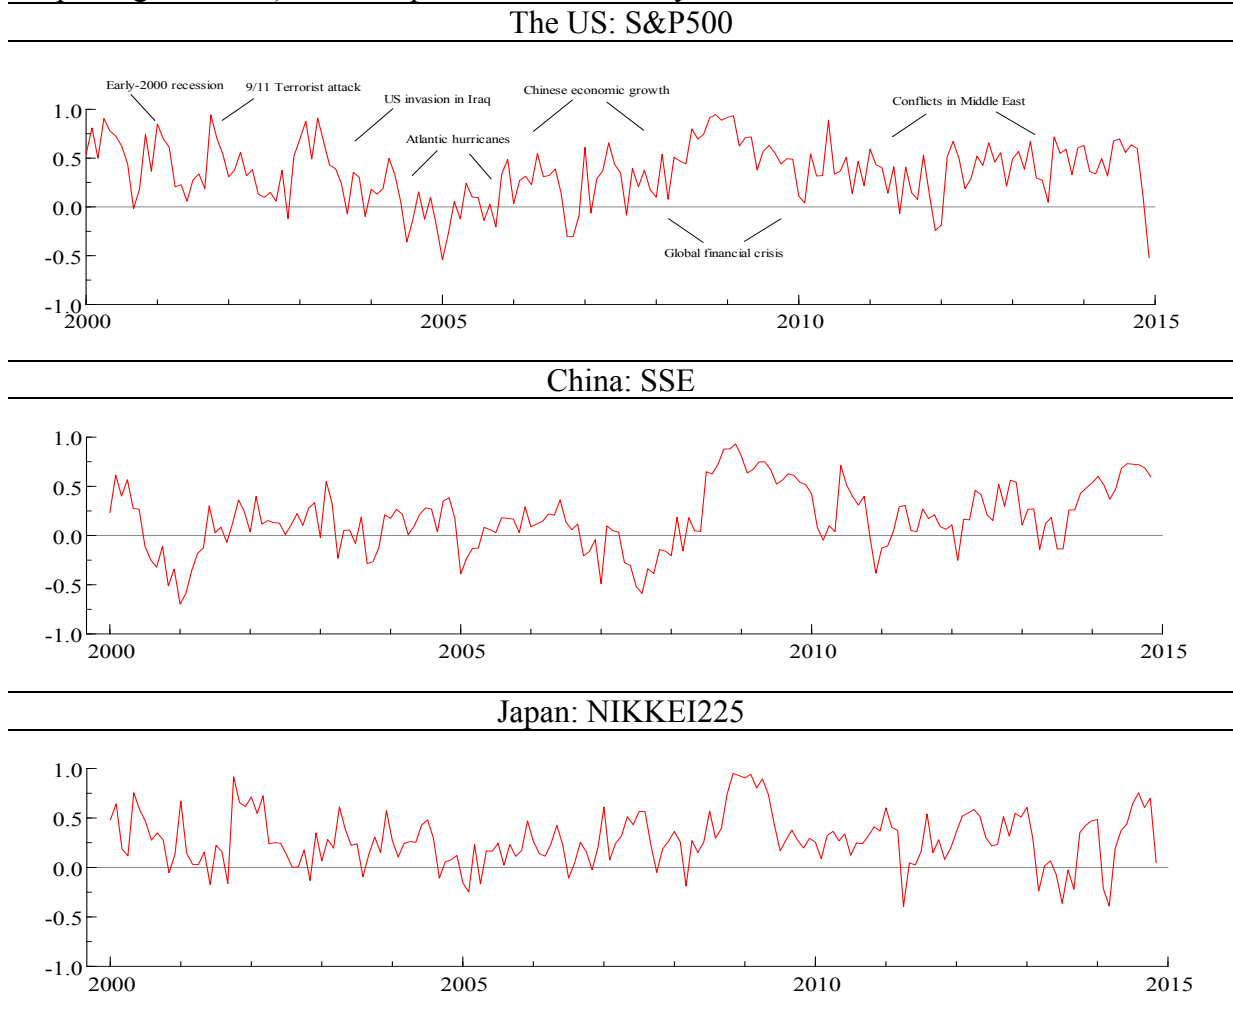 The US: S&P500
Early-2000 recession
9/11 Terrorist attack
US invasion in Iraq
Chinese economic growth
Atlantic hurricanes
Conflicts in Middle East
Global financial crisis
1.0
0.5
0.0
-0.5
-1.0
2000 2005 2010 2015
China: SSE
1.0
0.5
0.0
-0.5
-1.0
2000 2005 2010 2015
Japan: NIKKEI225
1.0
0.5
0.0
-0.5
-1.0
2000 2005 2010 2015